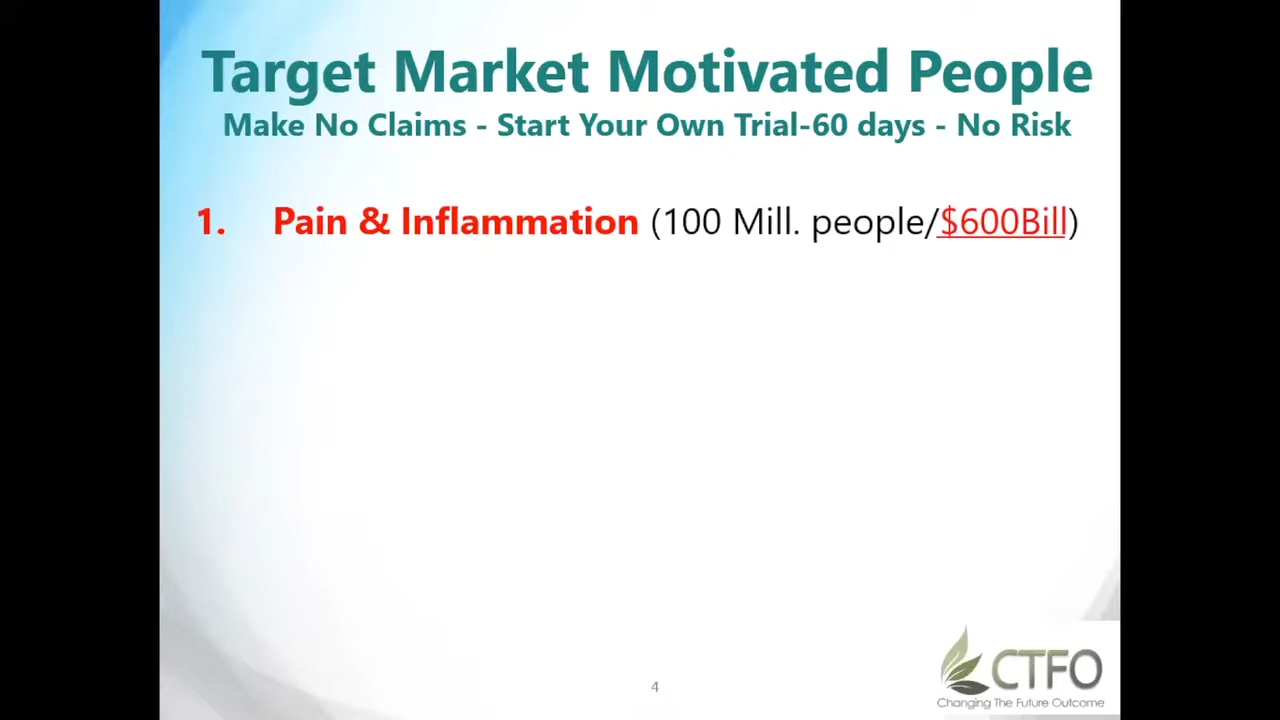 Target Market Motivated People
Make No Claims - Start Your Own Trial-60 days - No Risk
1. Pain & Inflammation (100 Mill. people/$600Bill)
CTFO
Changing The Future Outcome
4